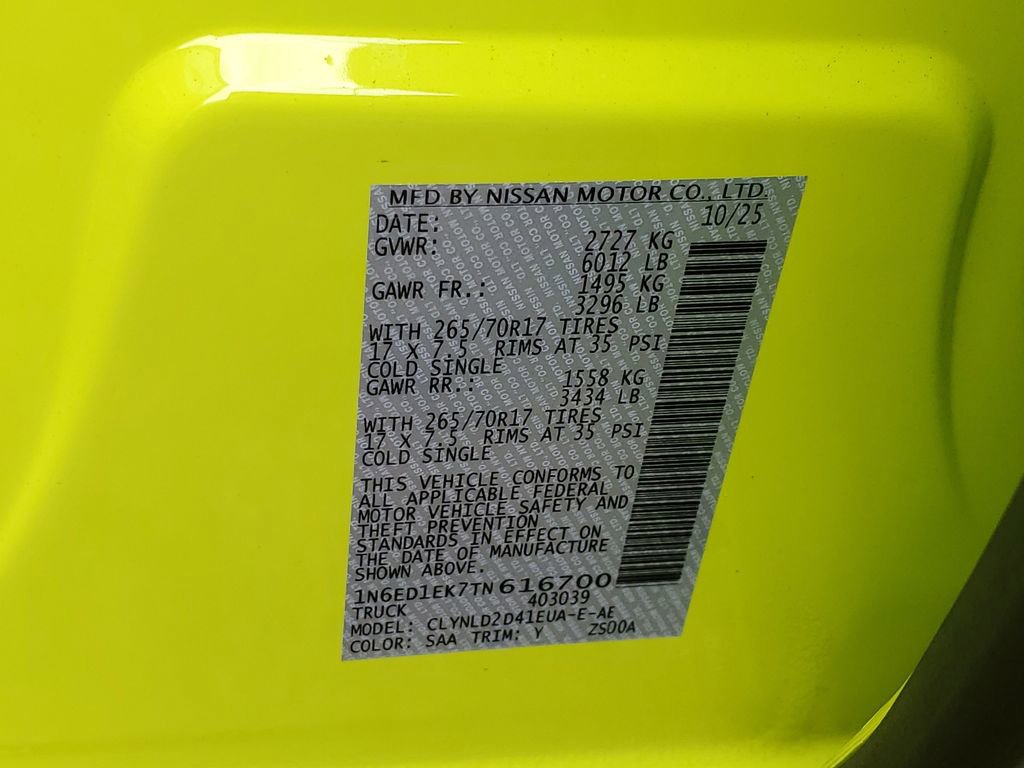 MFD BY NISSAN MOTOR CO., LTD.
DATE: 10/25
GVWR: 2727 KG
6012 LB
GAWR FR.: 1495 KG
3296 LB
WITH 265/70R17 TIRES
17 X 7.5 RIMS AT 35 PSI
COLD SINGLE
GAWR RR.: 1558 KG
3434 LB
WITH 265/70R17 TIRES
17 X 7.5 RIMS AT 35 PSI
COLD SINGLE
THIS VEHICLE CONFORMS TO
ALL APPLICABLE FEDERAL
MOTOR VEHICLE SAFETY AND
THEFT PREVENTION
STANDARDS IN EFFECT ON
THE DATE OF MANUFACTURE
SHOWN ABOVE.
1N6ED1EK7TN616700
TRUCK 403039
MODEL: CLYNLD2D41EUA-E-AE
COLOR: SAA TRIM: Y ZS00A